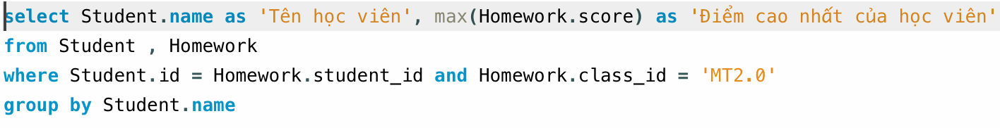 select Student.name as 'Tên học viên', max(Homework.score) as 'Điểm cao nhất của học viên'
from Student , Homework
where Student.id = Homework.student_id and Homework.class_id = 'MT2.0'
group by Student.name